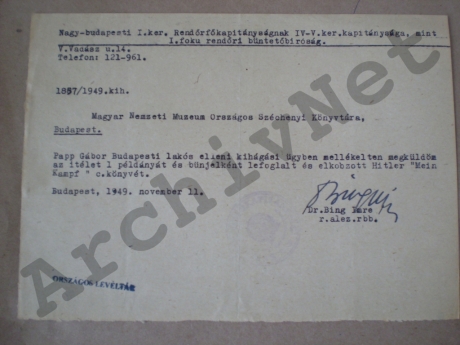 Nagy-budapesti I.ker. Rendőrfőkapitányságnak IV-V.ker.kapitánysága, mint
I.foku rendőri büntetőbiróság.
V.Vadász u.14.
Telefon: 121-961.
1857/1949.kih.
Magyar Nemzeti Muzeum Országos Széchenyi Könyvtára,
Budapest.
Papp Gábor Budapesti lakós elleni kihágási ügyben mellékelten megküldöm
az itélet 1 példányát és bünjelként lefoglalt és elkobzott Hitler "Mein
Kampf " c.könyvét.
Budapest, 1949. november 11.
Dr.Bing Imre
r.alez.rbb.
ORSZÁGOS LEVÉLTÁR
ArchivNet